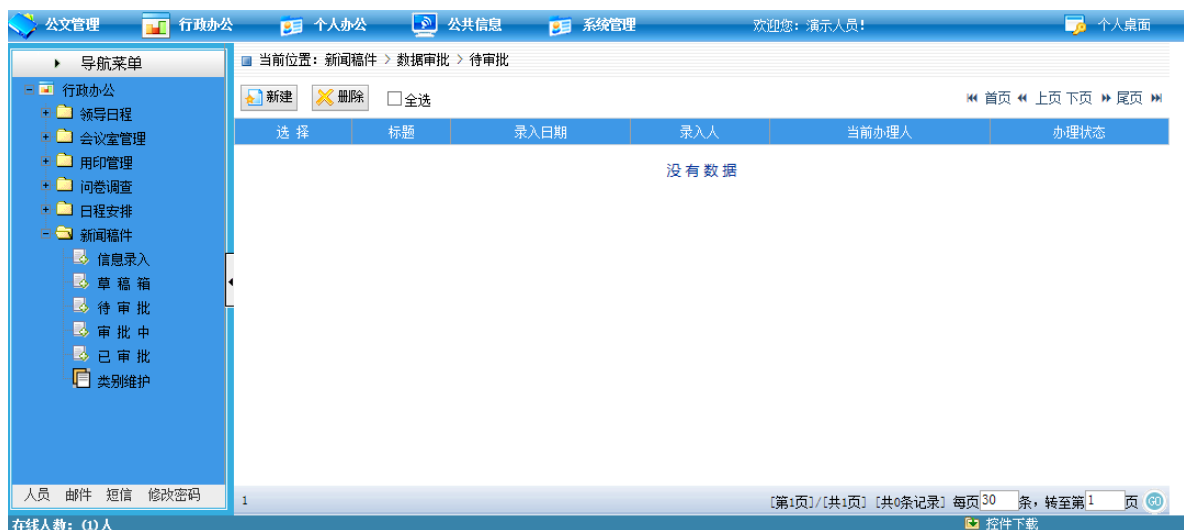 公文管理 行政办公 个人办公 公共信息 系统管理 欢迎您：演示人员！ 个人桌面
导航菜单
行政办公
领导日程
会议室管理
用印管理
问卷调查
日程安排
新闻稿件
信息录入
草 稿 箱
待 审 批
审 批 中
已 审 批
类别维护
人员 邮件 短信 修改密码
当前位置：新闻稿件 > 数据审批 > 待审批
新建 删除 全选 首页 上页 下页 尾页
选 择 标题 录入日期 录入人 当前办理人 办理状态
没 有 数 据
1 [第1页]/[共1页] [共0条记录] 每页30 条，转至第1 页 GO
在线人数：(1)人 控件下载